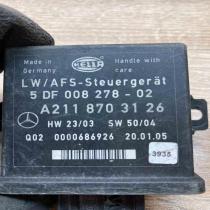 Made in Germany
HELLA
Handle with care
LW/AFS-Steuergerät
5 DF 008 278 - 02
A 211 870 31 26
HW 23/03 SW 50/04
Q02 0000686926 20.01.05
3935